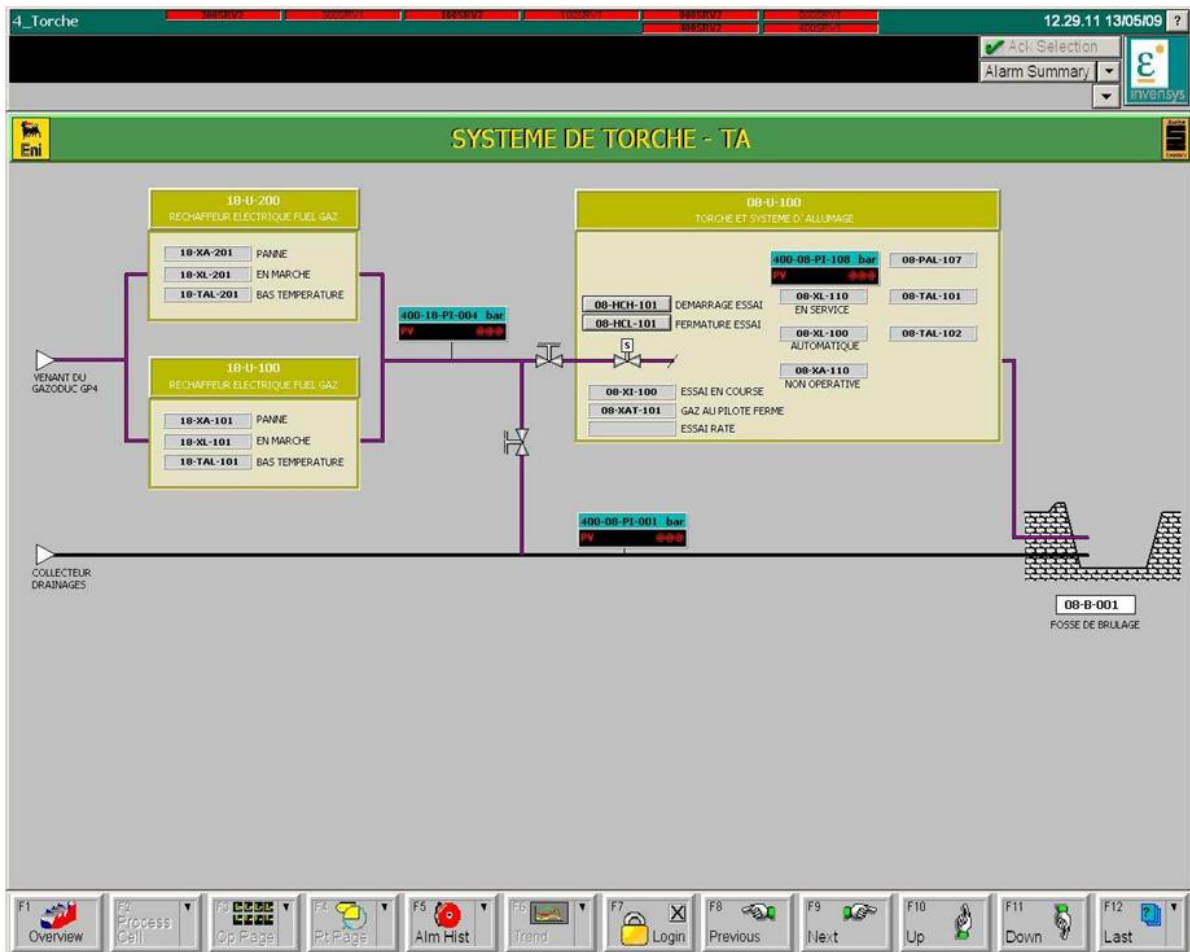 4_Torche
300SRV2
300SRV1
100SRV2
100SRV1
400SRV1
12.29.11 13/05/09 ?
Ack Selection
Alarm Summary
invensys
Eni
SYSTEME DE TORCHE - TA
18-U-200
RECHAFFEUR ELECTRIQUE FUEL GAZ
18-XA-201 PANNE
18-XL-201 EN MARCHE
18-TAL-201 BAS TEMPERATURE
08-U-100
TORCHE ET SYSTEME D`ALLUMAGE
400-08-PI-108 bar
PV
08-PAL-107
08-HCH-101 DEMARRAGE ESSAI
08-HCL-101 FERMATURE ESSAI
08-XL-110
EN SERVICE
08-TAL-101
08-XL-100
AUTOMATIQUE
08-TAL-102
08-XA-110
NON OPERATIVE
S
08-XI-100 ESSAI EN COURSE
08-XAT-101 GAZ AU PILOTE FERME
ESSAI RATE
400-18-PI-004 bar
PV
VENANT DU
GAZODUC GP4
18-U-100
RECHAFFEUR ELECTRIQUE FUEL GAZ
18-XA-101 PANNE
18-XL-101 EN MARCHE
18-TAL-101 BAS TEMPERATURE
400-08-PI-001 bar
PV
COLLECTEUR
DRAINAGES
08-B-001
FOSSE DE BRULAGE
F1 Overview
F2 Process Cell
F3 Op Page
F4 Pt Page
F5 Alm Hist
F6 Trend
F7 Login
F8 Previous
F9 Next
F10 Up
F11 Down
F12 Last